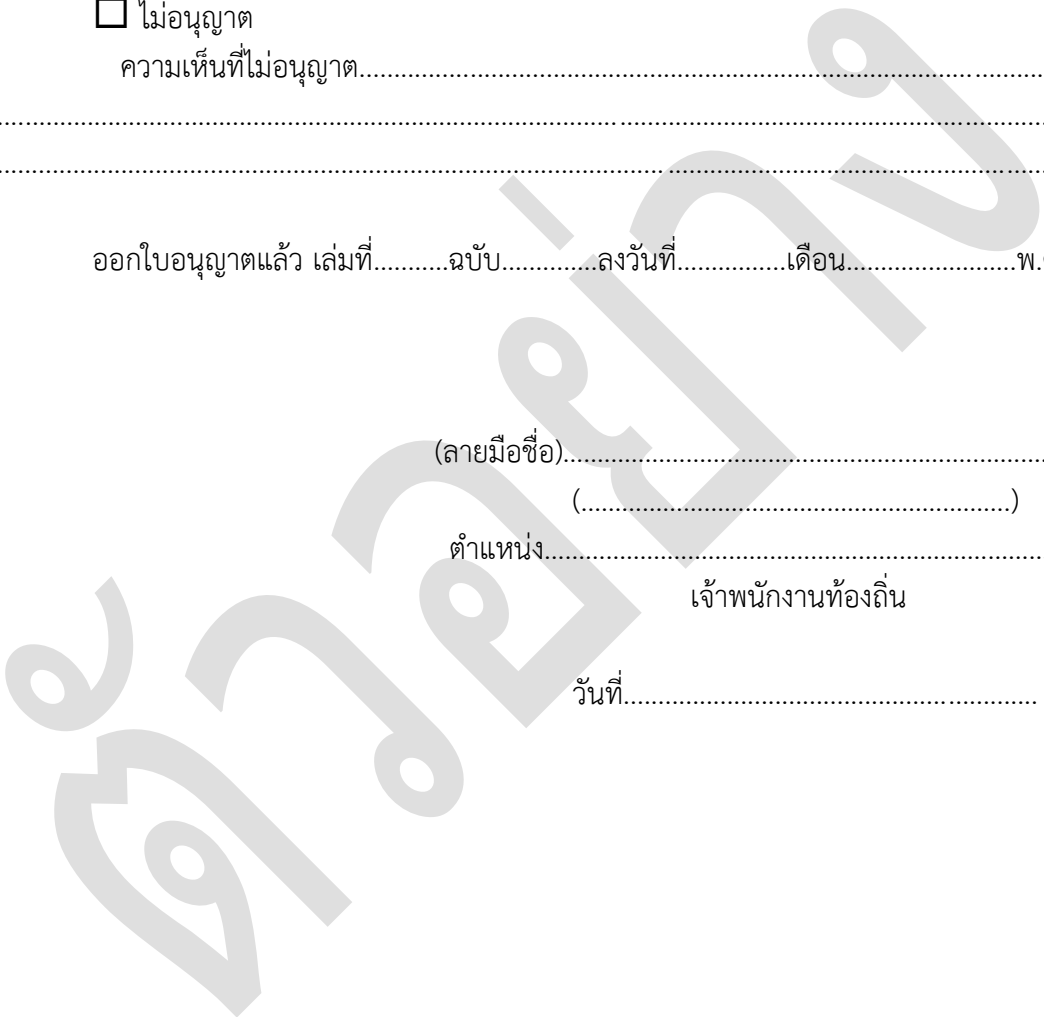 ☐ ไม่อนุญาต
ความเห็นที่ไม่อนุญาต..........................................................................................
..........................................................................................................................
..........................................................................................................................
ออกใบอนุญาตแล้ว เล่มที่...........ฉบับ..............ลงวันที่................เดือน.........................พ.
(ลายมือชื่อ)......................................................................
(...............................................................)
ตำแหน่ง.........................................................................
เจ้าพนักงานท้องถิ่น
วันที่.............................................................
ตัวอย่าง